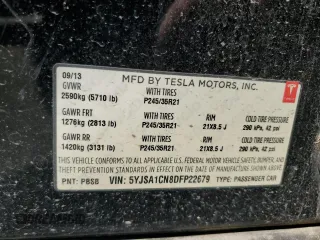 09/13 MFD BY TESLA MOTORS, INC.
GVWR WITH TIRES
2590kg (5710 lb) P245/35R21
GAWR FRT WITH TIRES RIM COLD TIRE PRESSURE
1276kg (2813 lb) P245/35R21 21X8.5 J 290 kPa, 42 psi
GAWR RR WITH TIRES RIM COLD TIRE PRESSURE
1420kg (3131 lb) P245/35R21 21X8.5 J 290 kPa, 42 psi
THIS VEHICLE CONFORMS TO ALL APPLICABLE FEDERAL MOTOR VEHICLE SAFETY, BUMPER, AND
THEFT PREVENTION STANDARDS IN EFFECT ON THE DATE OF MANUFACTURE SHOWN ABOVE.
PNT: PBSB VIN: 5YJSA1CN8DFP22679 TYPE: PASSENGER CAR
TESLA